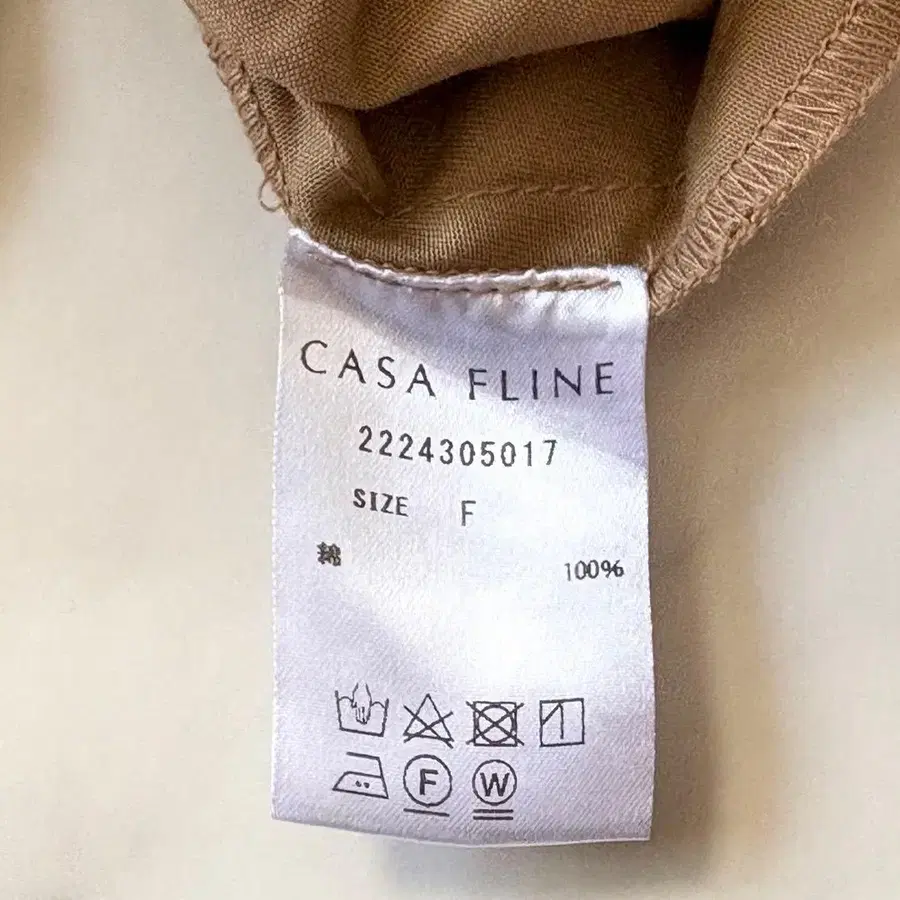 CASA FLINE
2224305017
SIZE F
綿 100%
F W